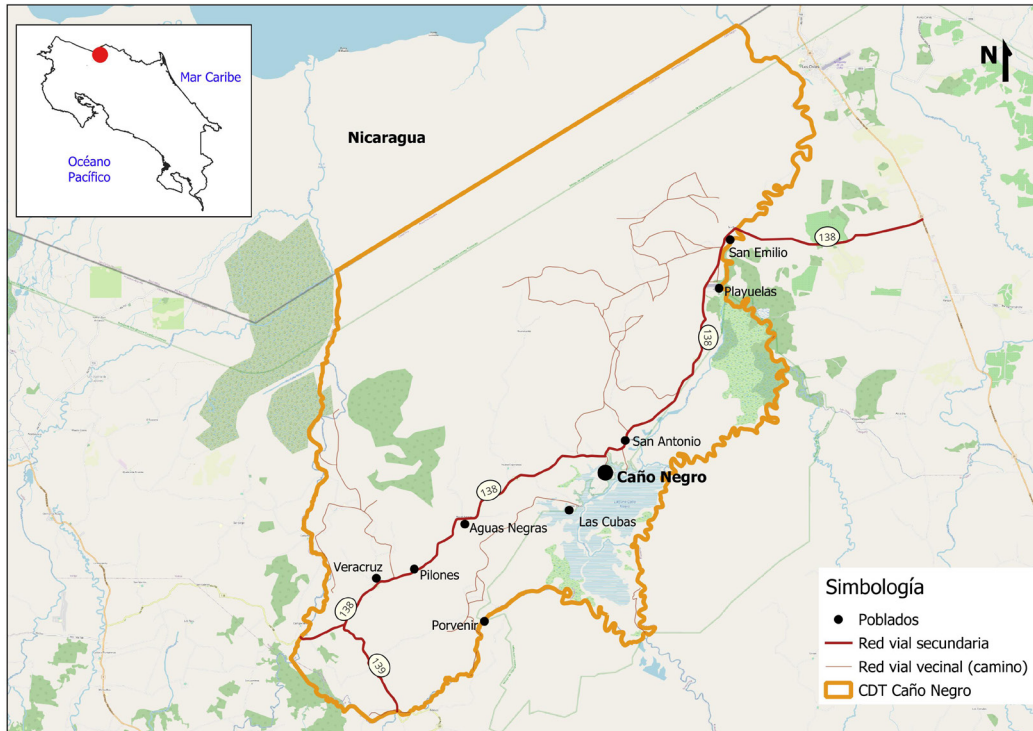 Mar Caribe
Océano
Pacífico
N
Nicaragua
138
San Emilio
Playuelas
138
San Antonio
Caño Negro
138
Las Cubas
Aguas Negras
Veracruz
Pilones
138
Porvenir
139
Simbología
Poblados
Red vial secundaria
Red vial vecinal (camino)
CDT Caño Negro